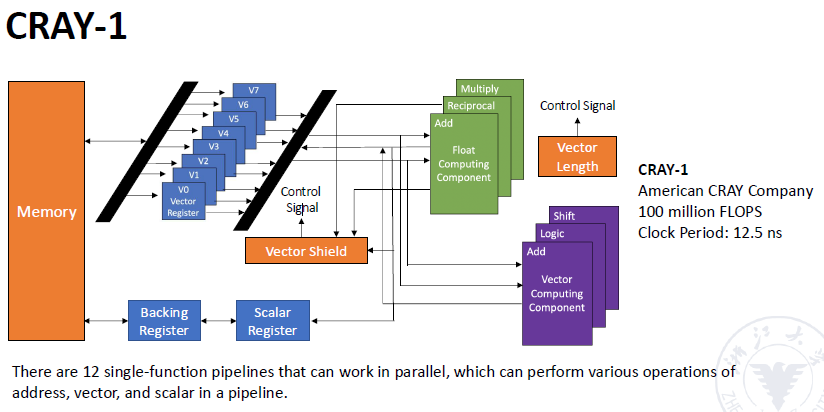 CRAY-1
V7
V6
V5
V4
V3
V2
V1
V0
Vector
Register
Memory
Control
Signal
Vector Shield
Backing
Register
Scalar
Register
Multiply
Reciprocal
Add
Float
Computing
Component
Control Signal
Vector
Length
Shift
Logic
Add
Vector
Computing
Component
CRAY-1
American CRAY Company
100 million FLOPS
Clock Period: 12.5 ns
There are 12 single-function pipelines that can work in parallel, which can perform various operations of
address, vector, and scalar in a pipeline.